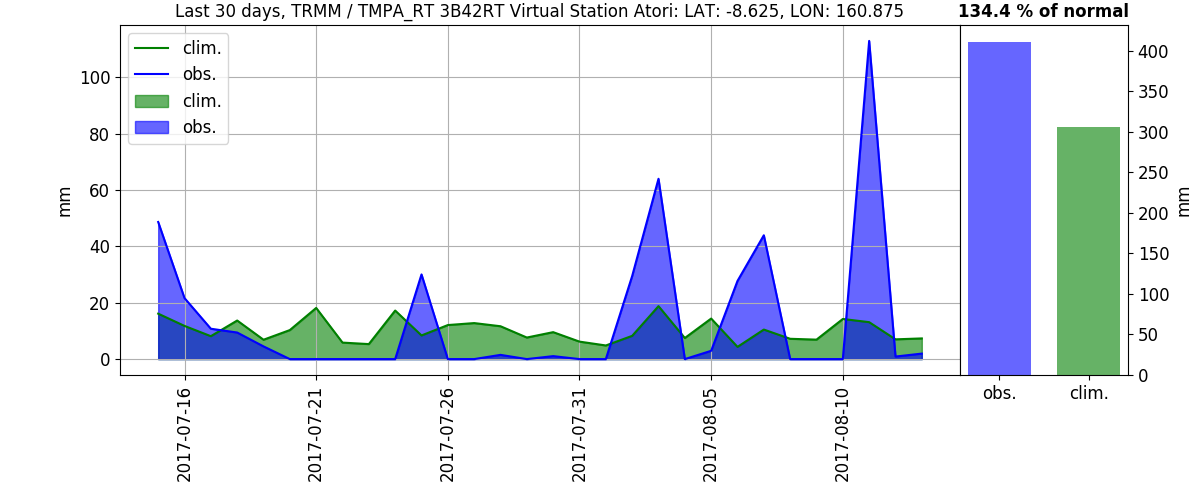 Last 30 days, TRMM / TMPA_RT 3B42RT Virtual Station Atori: LAT: -8.625, LON: 160.875
134.4 % of normal
clim.
obs.
clim.
obs.
mm
100
80
60
40
20
0
2017-07-16
2017-07-21
2017-07-26
2017-07-31
2017-08-05
2017-08-10
400
350
300
250
200
150
100
50
0
mm
obs.
clim.